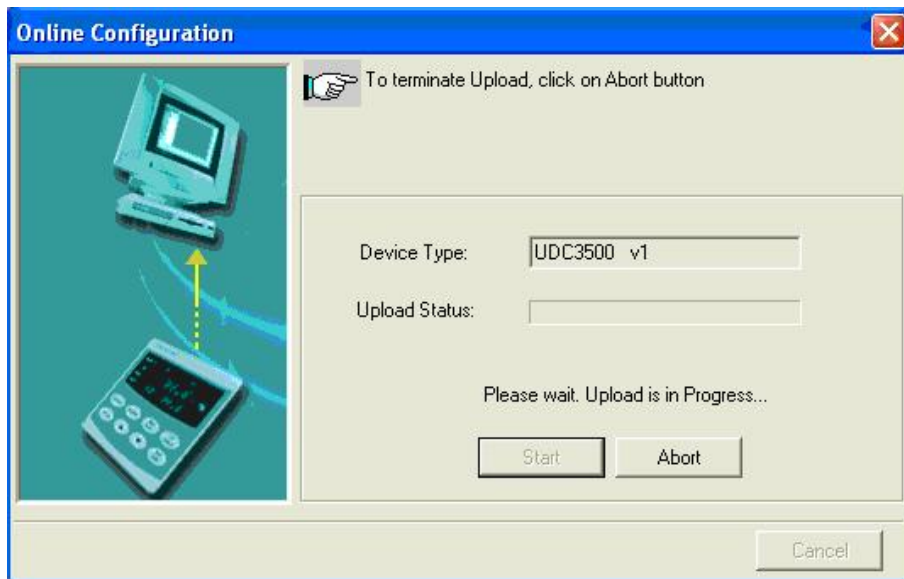 Online Configuration
To terminate Upload, click on Abort button
Device Type:
UDC3500 v1
Upload Status:
Please wait. Upload is in Progress...
Start
Abort
Cancel